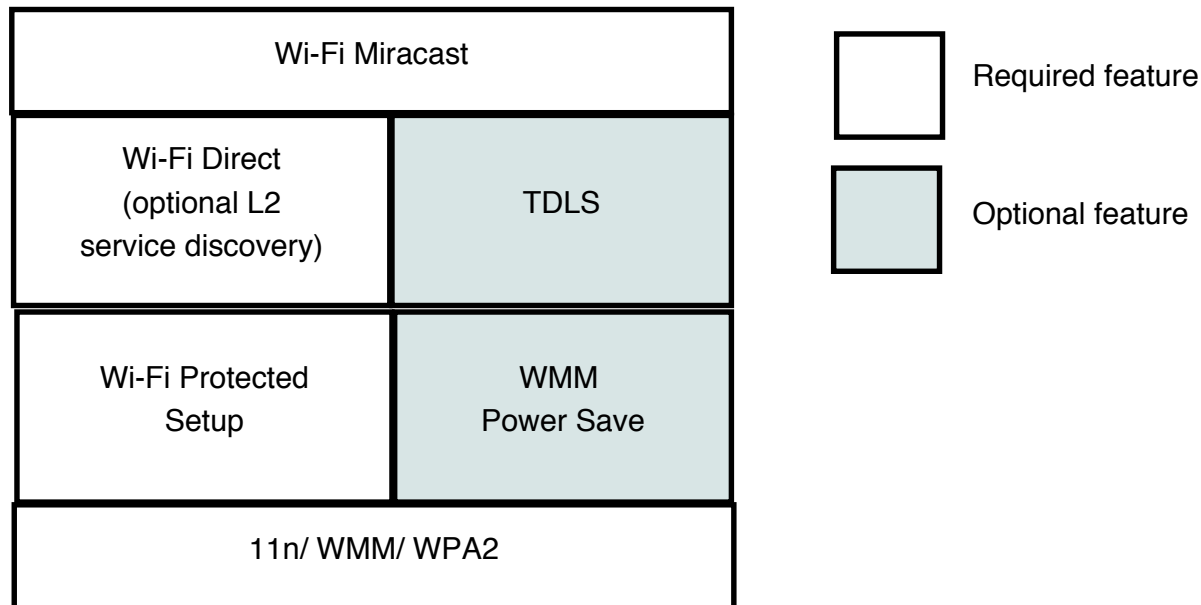 Wi-Fi Miracast
Required feature
Wi-Fi Direct
(optional L2
service discovery)
TDLS
Optional feature
Wi-Fi Protected
Setup
WMM
Power Save
11n/ WMM/ WPA2